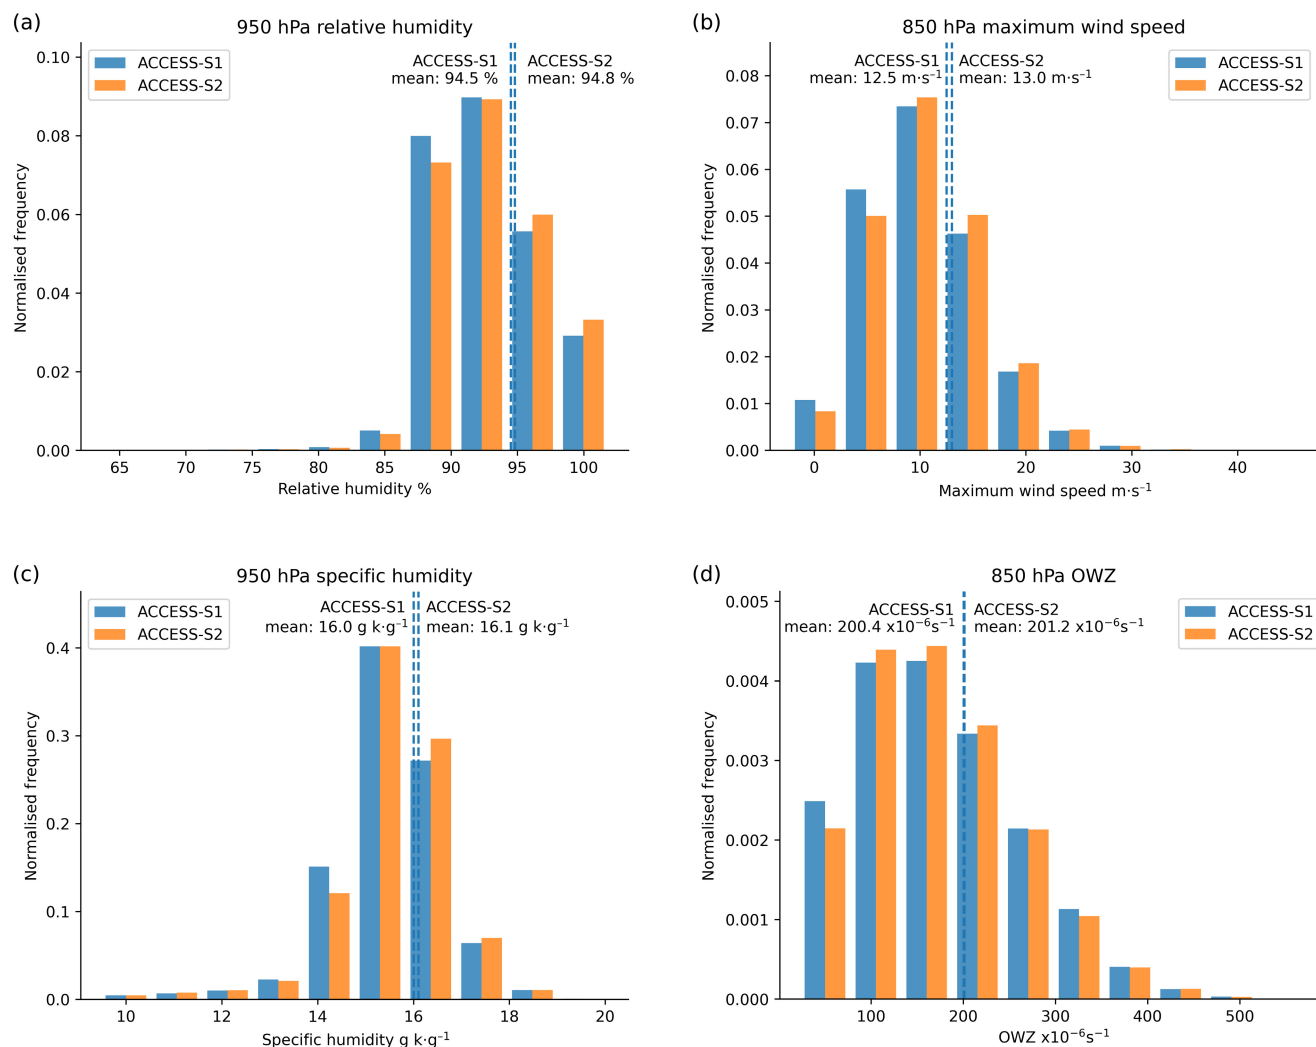 (a)
950 hPa relative humidity
ACCESS-S1
ACCESS-S2
ACCESS-S1
mean: 94.5 %
ACCESS-S2
mean: 94.8 %
Normalised frequency
0.10
0.08
0.06
0.04
0.02
0.00
65 70 75 80 85 90 95 100
Relative humidity %
(b)
850 hPa maximum wind speed
ACCESS-S1
mean: 12.5 m·s⁻¹
ACCESS-S2
mean: 13.0 m·s⁻¹
ACCESS-S1
ACCESS-S2
Normalised frequency
0.08
0.07
0.06
0.05
0.04
0.03
0.02
0.01
0.00
0 10 20 30 40
Maximum wind speed m·s⁻¹
(c)
950 hPa specific humidity
ACCESS-S1
ACCESS-S2
ACCESS-S1
mean: 16.0 g k·g⁻¹
ACCESS-S2
mean: 16.1 g k·g⁻¹
Normalised frequency
0.4
0.3
0.2
0.1
0.0
10 12 14 16 18 20
Specific humidity g k·g⁻¹
(d)
850 hPa OWZ
ACCESS-S1
mean: 200.4 x10⁻⁶s⁻¹
ACCESS-S2
mean: 201.2 x10⁻⁶s⁻¹
ACCESS-S1
ACCESS-S2
Normalised frequency
0.005
0.004
0.003
0.002
0.001
0.000
100 200 300 400 500
OWZ x10⁻⁶s⁻¹